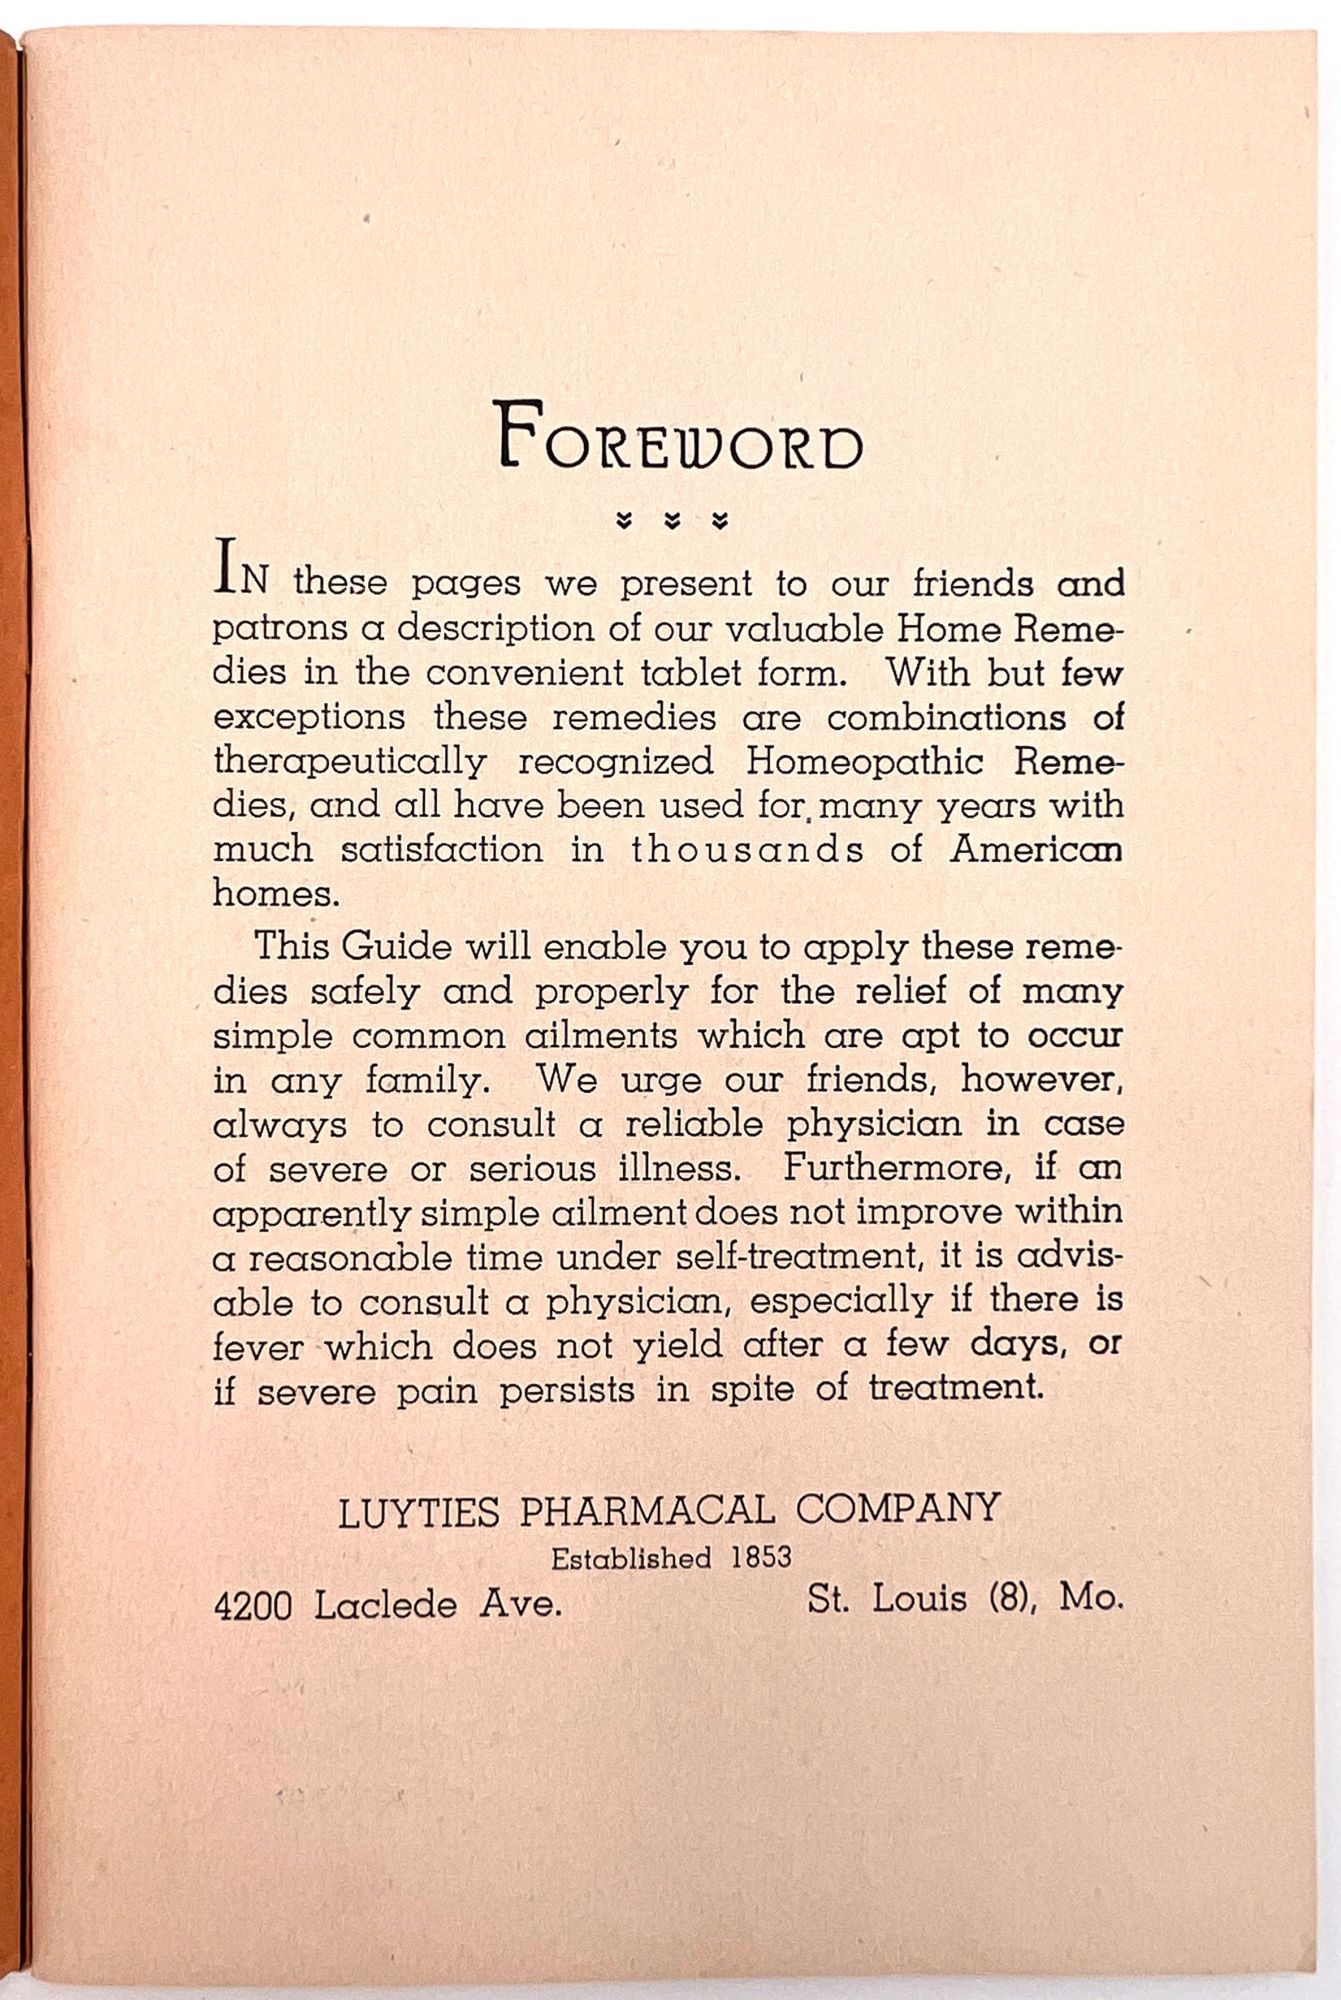 FOREWORD
IN these pages we present to our friends and
patrons a description of our valuable Home Reme-
dies in the convenient tablet form. With but few
exceptions these remedies are combinations of
therapeutically recognized Homeopathic Reme-
dies, and all have been used for many years with
much satisfaction in thousands of American
homes.
This Guide will enable you to apply these reme-
dies safely and properly for the relief of many
simple common ailments which are apt to occur
in any family. We urge our friends, however,
always to consult a reliable physician in case
of severe or serious illness. Furthermore, if an
apparently simple ailment does not improve within
a reasonable time under self-treatment, it is advis-
able to consult a physician, especially if there is
fever which does not yield after a few days, or
if severe pain persists in spite of treatment.
LUYTIES PHARMACAL COMPANY
Established 1853
4200 Laclede Ave. St. Louis (8), Mo.